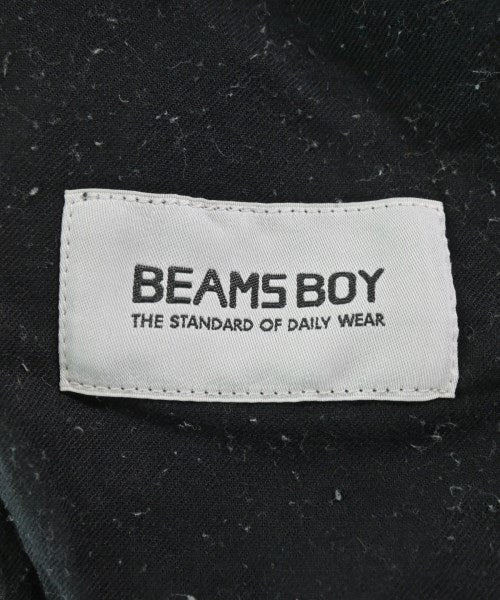 BEAMS BOY
THE STANDARD OF DAILY WEAR